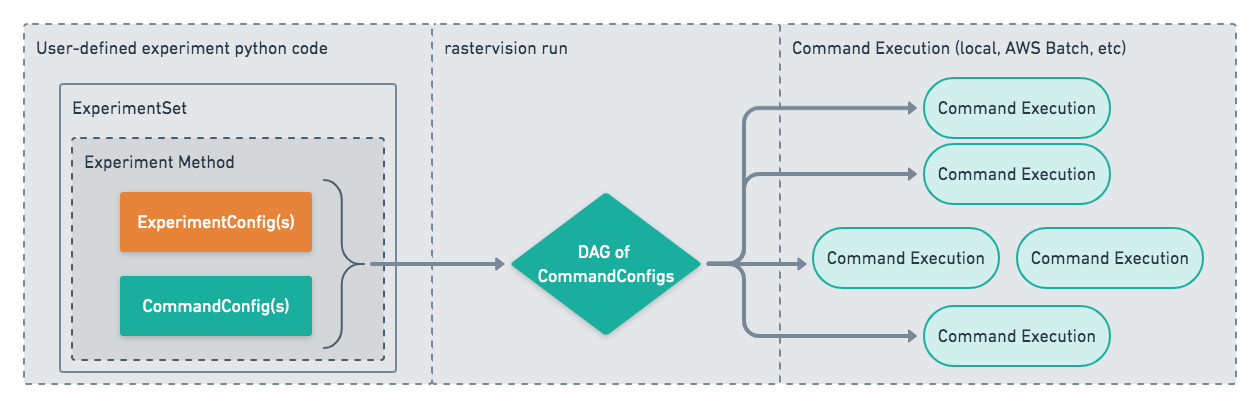 User-defined experiment python code
rastervision run
Command Execution (local, AWS Batch, etc)
ExperimentSet
Experiment Method
ExperimentConfig(s)
CommandConfig(s)
DAG of
CommandConfigs
Command Execution
Command Execution
Command Execution
Command Execution
Command Execution